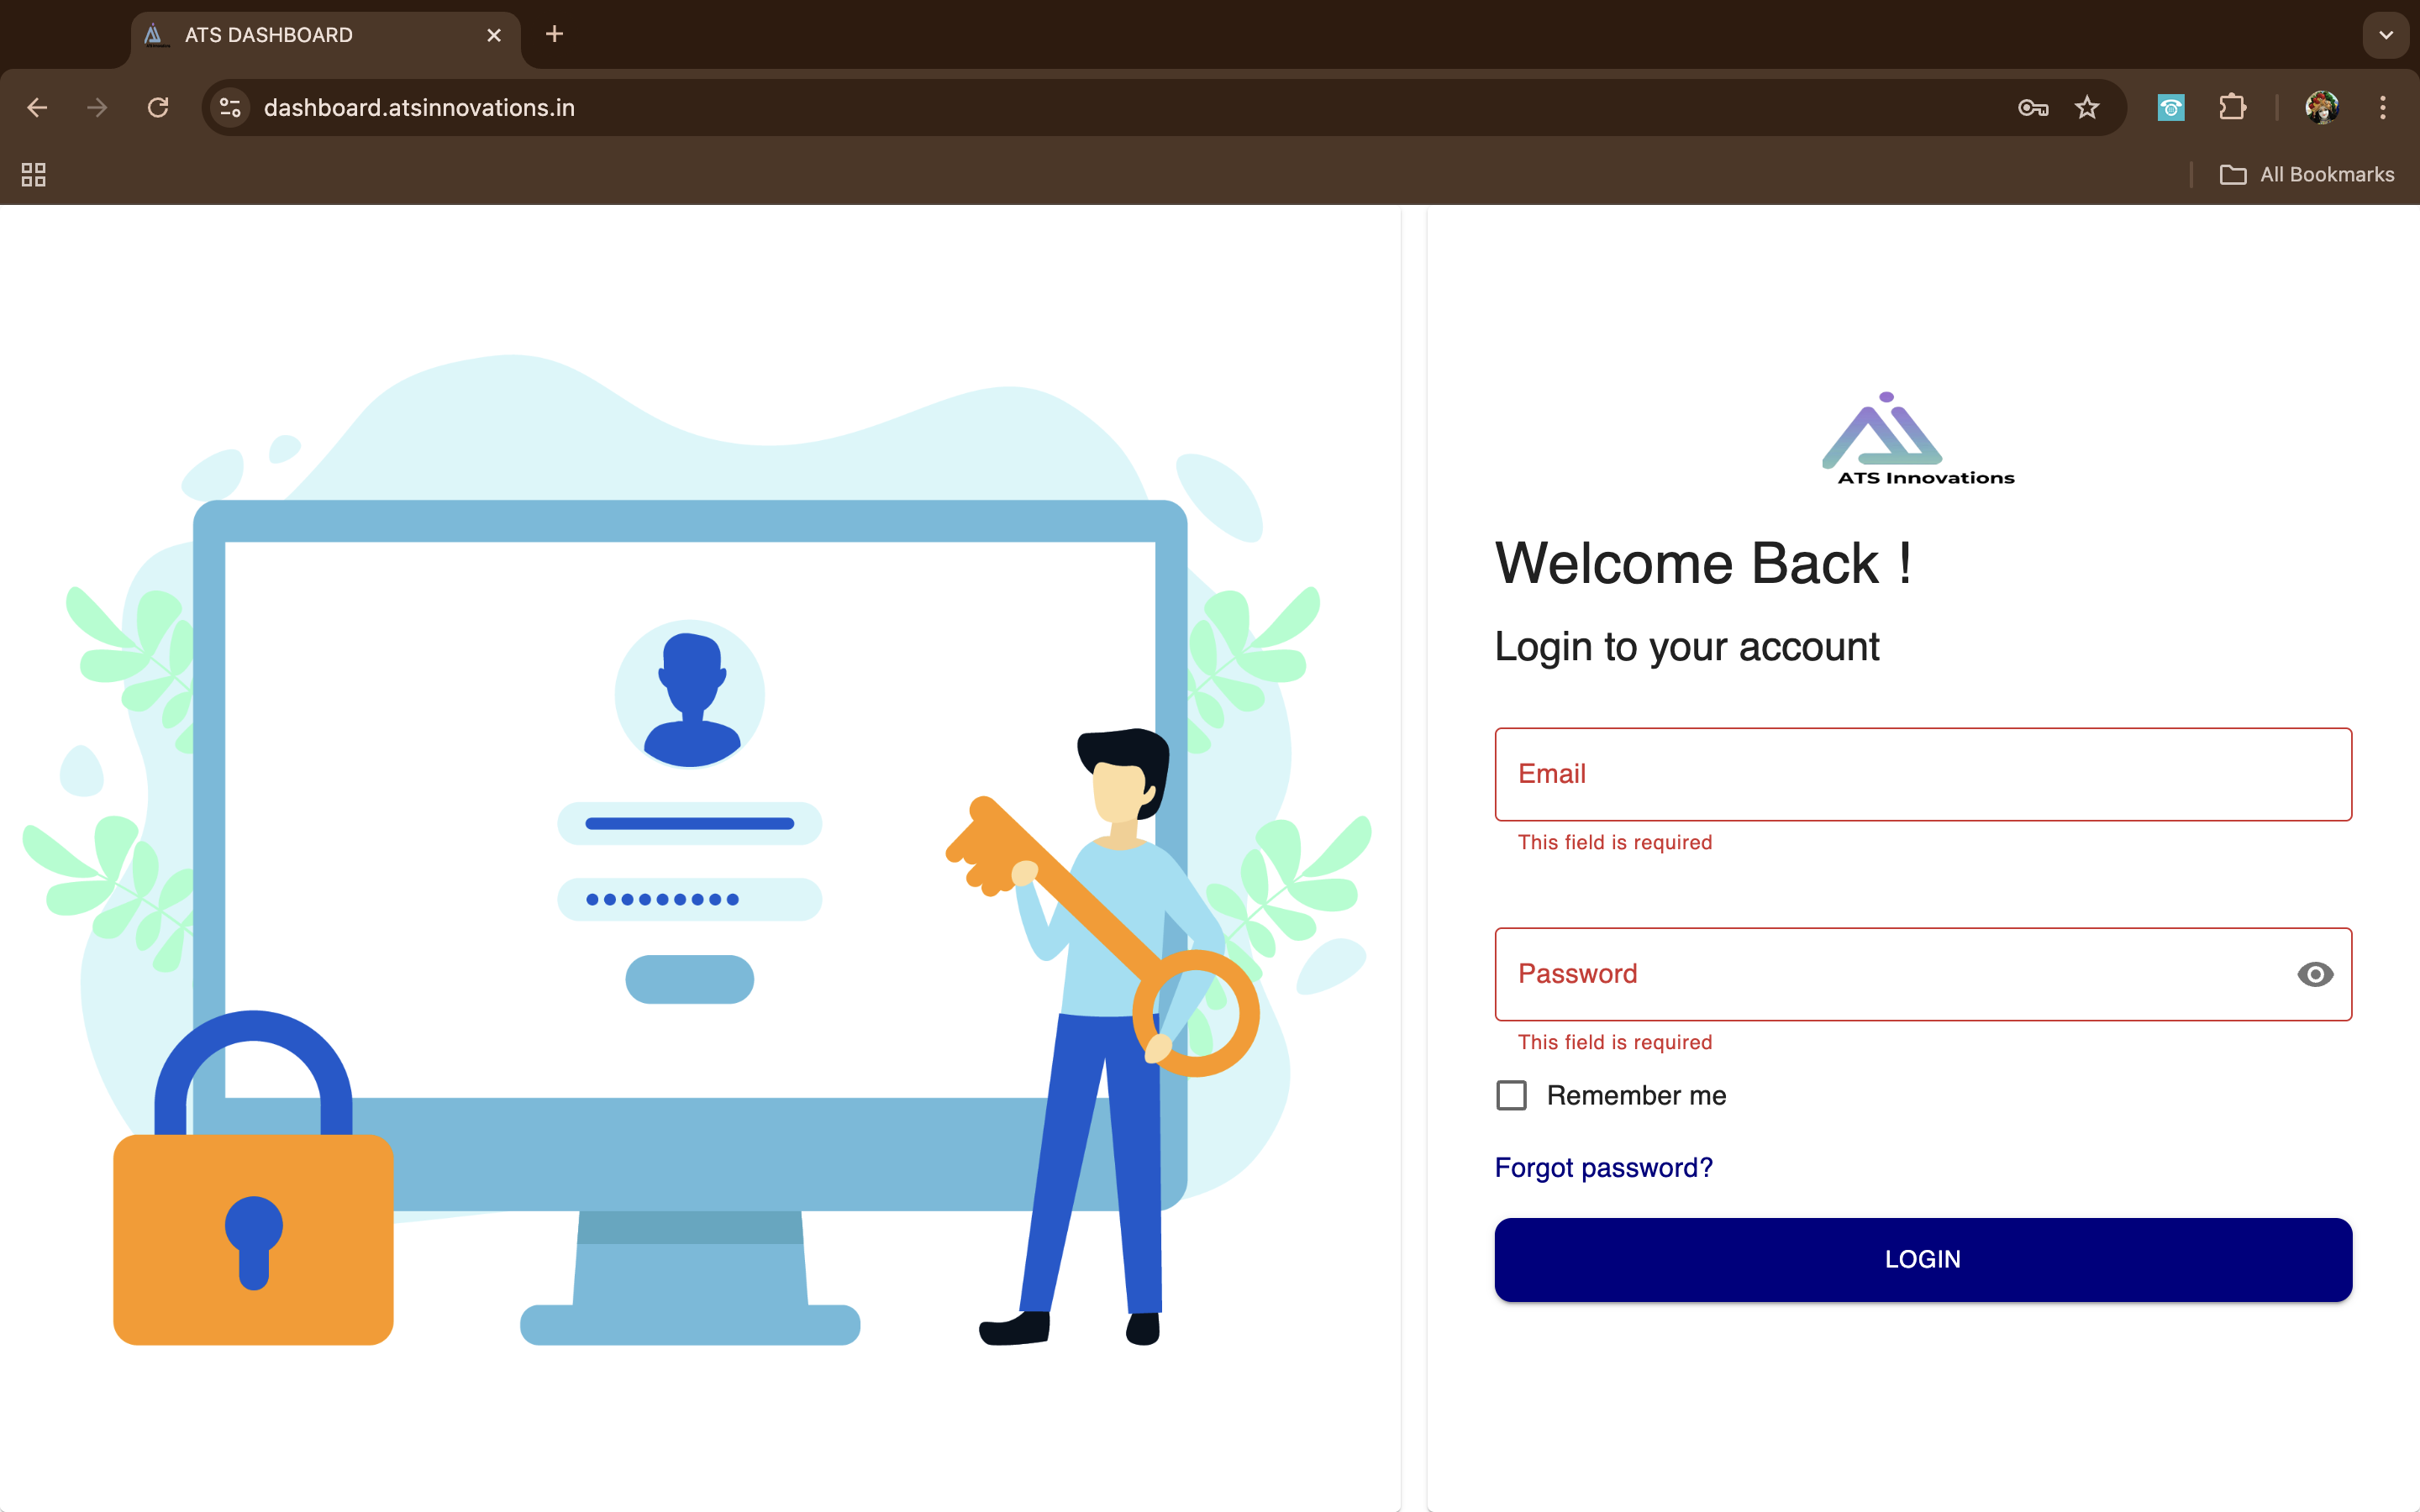 ATS DASHBOARD
dashboard.atsinnovations.in
All Bookmarks
ATS Innovations
Welcome Back !
Login to your account
Email
This field is required
Password
This field is required
Remember me
Forgot password?
LOGIN